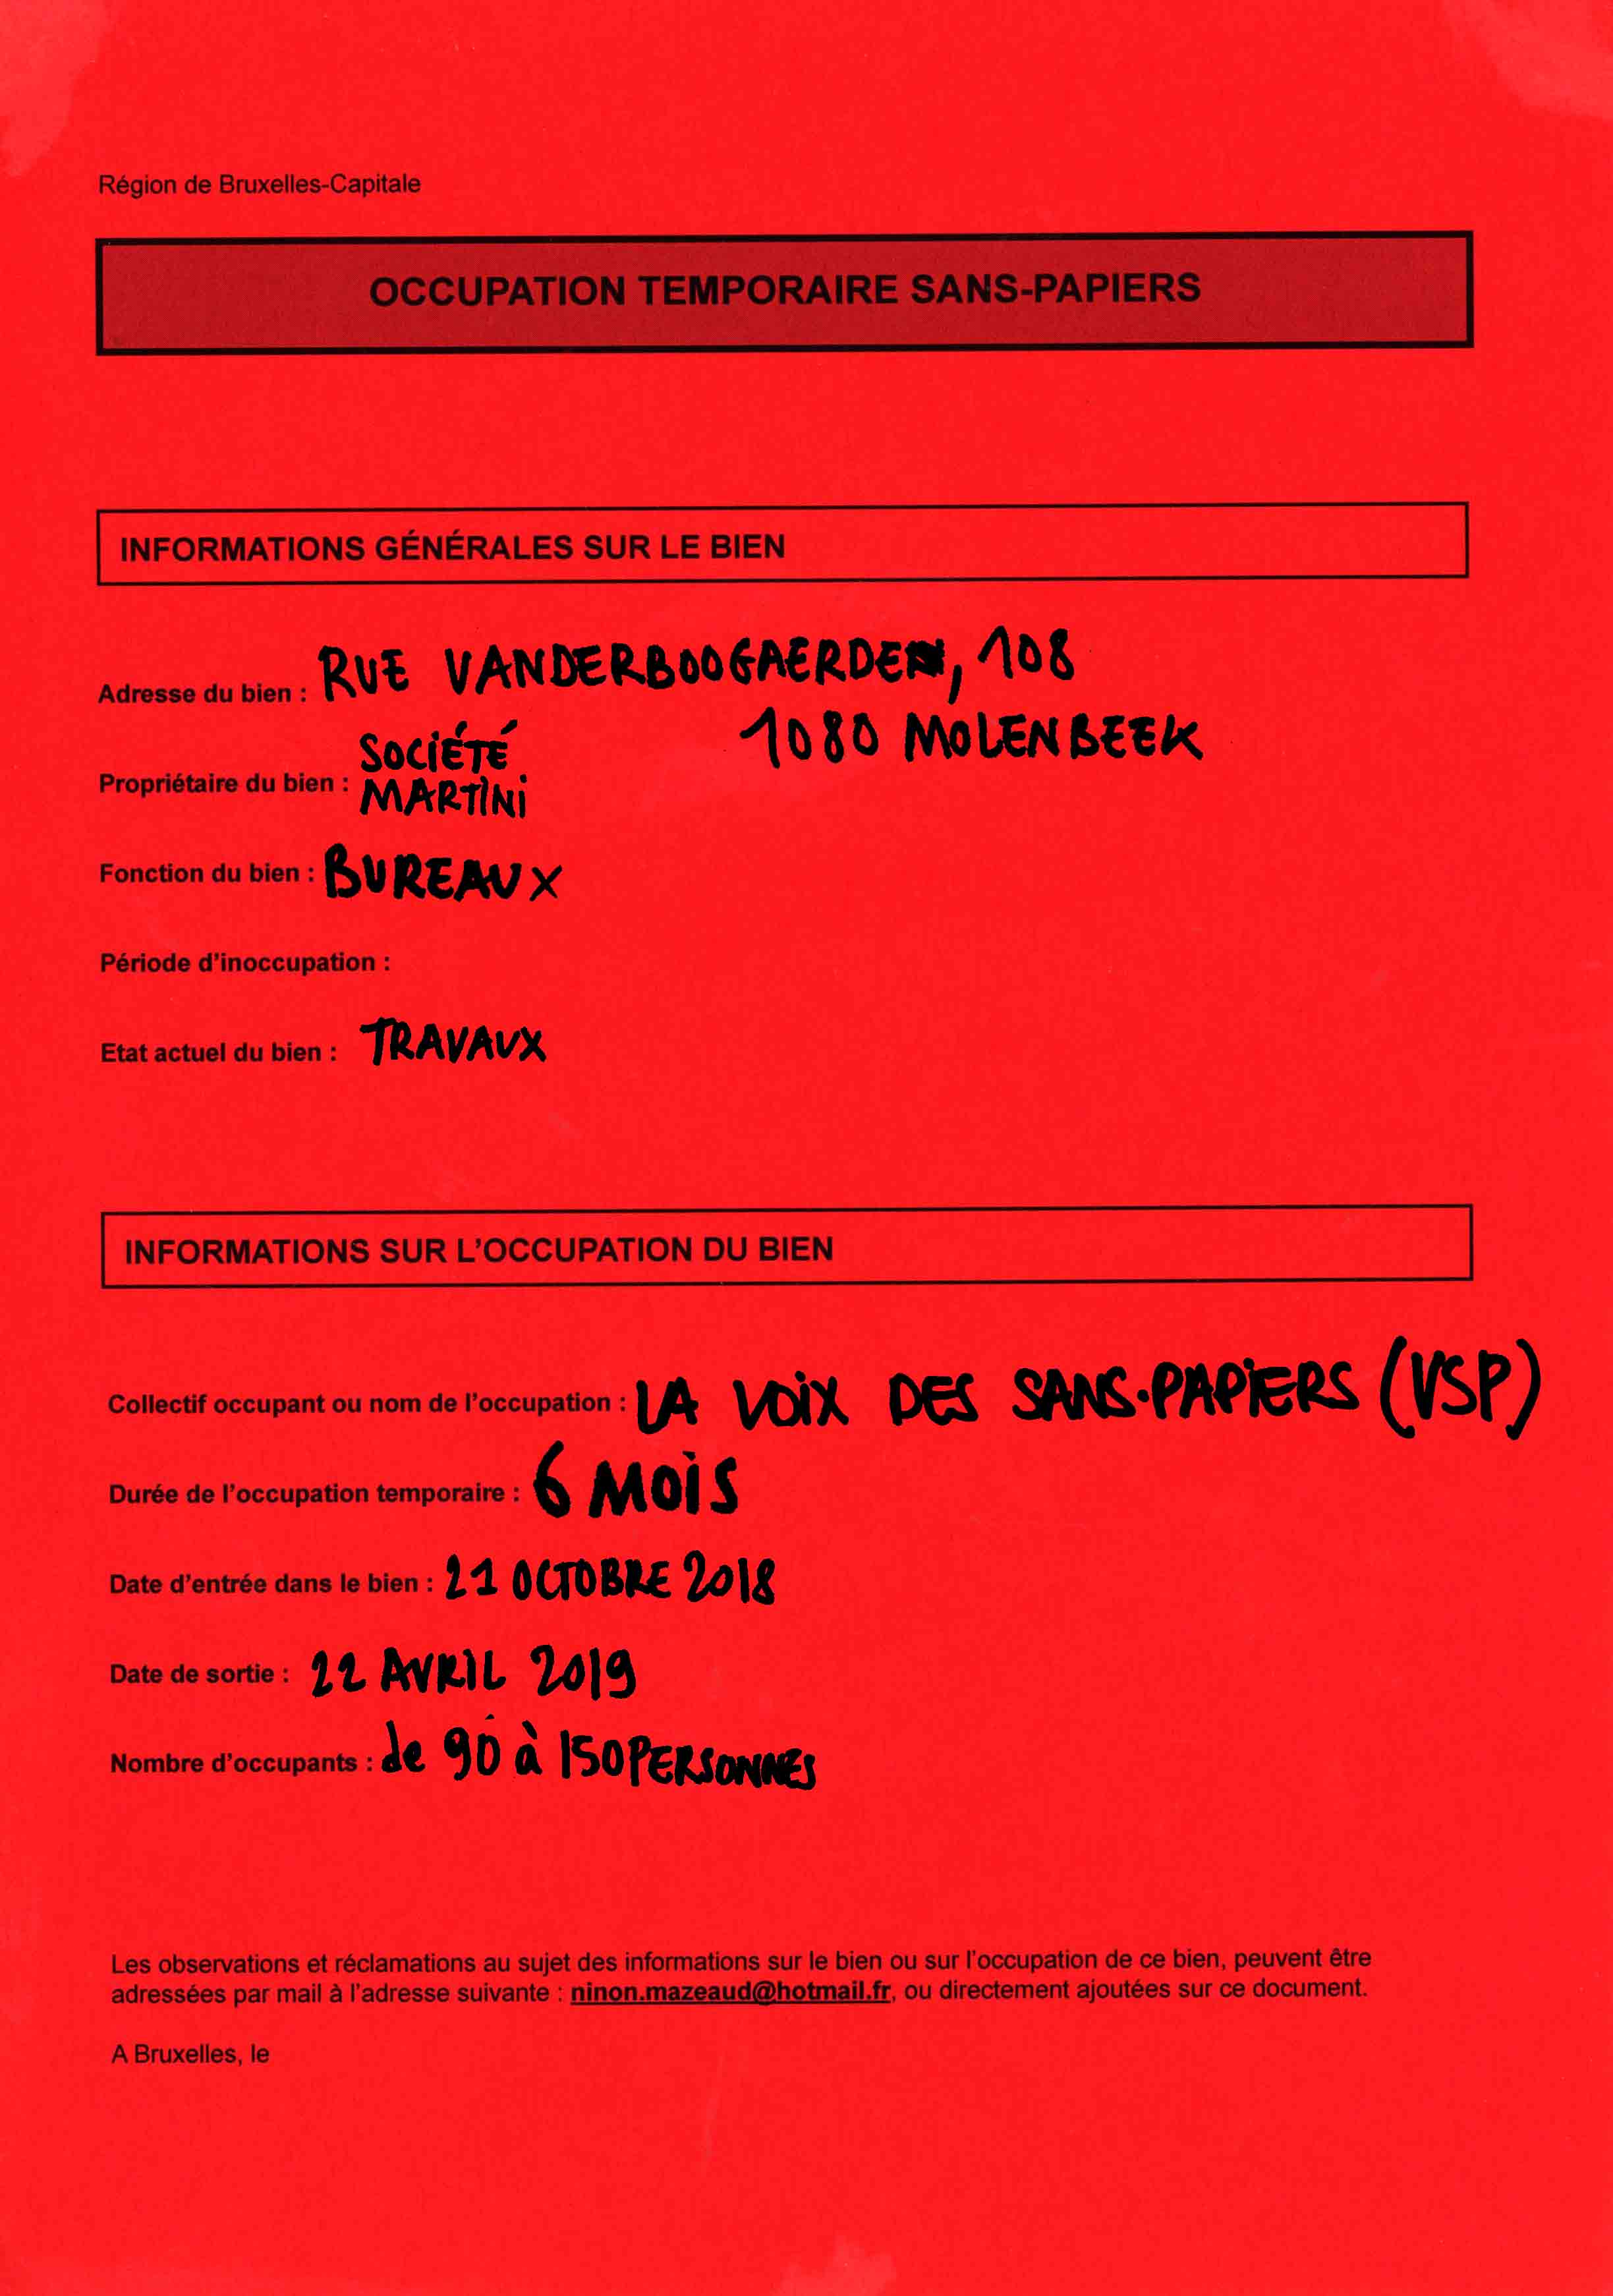 Région de Bruxelles-Capitale
OCCUPATION TEMPORAIRE SANS-PAPIERS
INFORMATIONS GÉNÉRALES SUR LE BIEN
Adresse du bien : RUE VANDERBOOGAERDEN, 108
1080 MOLENBEEK
Propriétaire du bien : SOCIÉTÉ
MARTINI
Fonction du bien : BUREAUX
Période d'inoccupation :
Etat actuel du bien : TRAVAUX
INFORMATIONS SUR L'OCCUPATION DU BIEN
Collectif occupant ou nom de l'occupation : LA VOIX DES SANS-PAPIERS (VSP)
Durée de l'occupation temporaire : 6 MOIS
Date d'entrée dans le bien : 21 OCTOBRE 2018
Date de sortie : 22 AVRIL 2019
Nombre d'occupants : de 90 à 150 PERSONNES
Les observations et réclamations au sujet des informations sur le bien ou sur l'occupation de ce bien, peuvent être
adressées par mail à l'adresse suivante : ninon.mazeaud@hotmail.fr, ou directement ajoutées sur ce document.
A Bruxelles, le